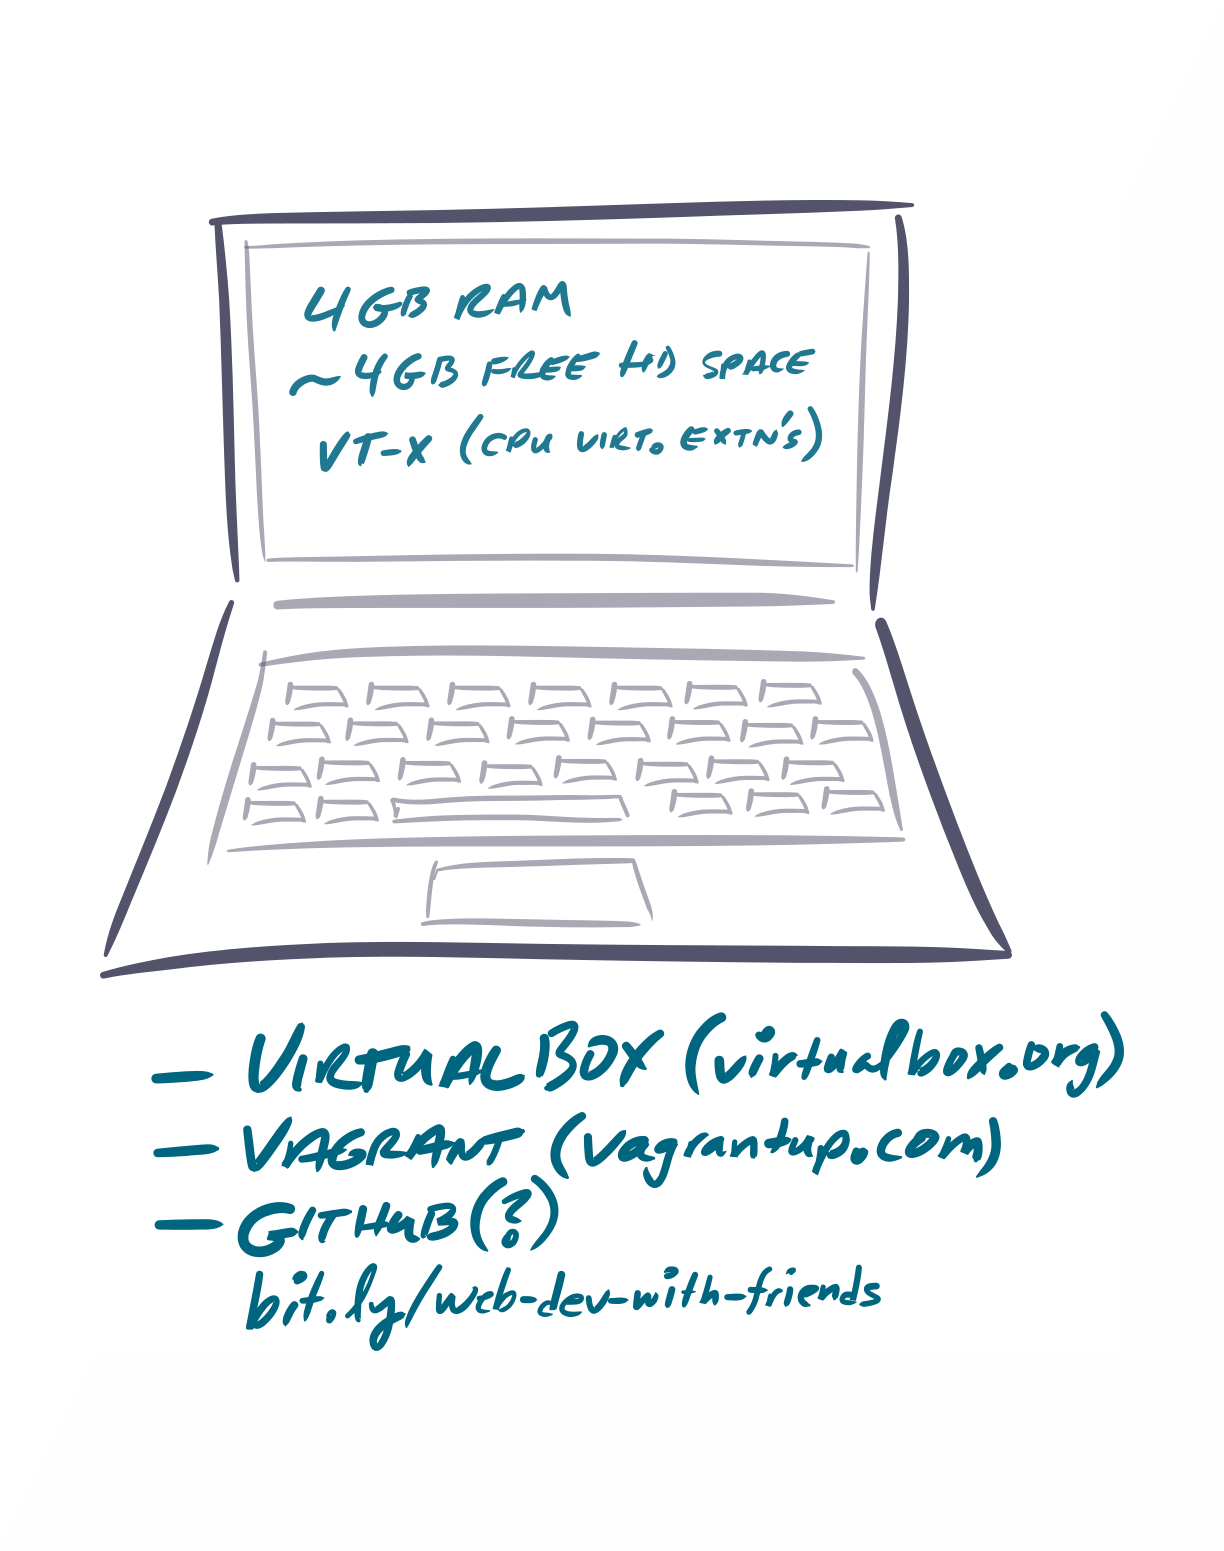 4GB RAM
~4GB FREE HD SPACE
VT-X (CPU VIRT. EXTN'S)
- VIRTUALBOX (virtualbox.org)
- VAGRANT (vagrantup.com)
- GITHUB (?)
bit.ly/web-dev-with-friends